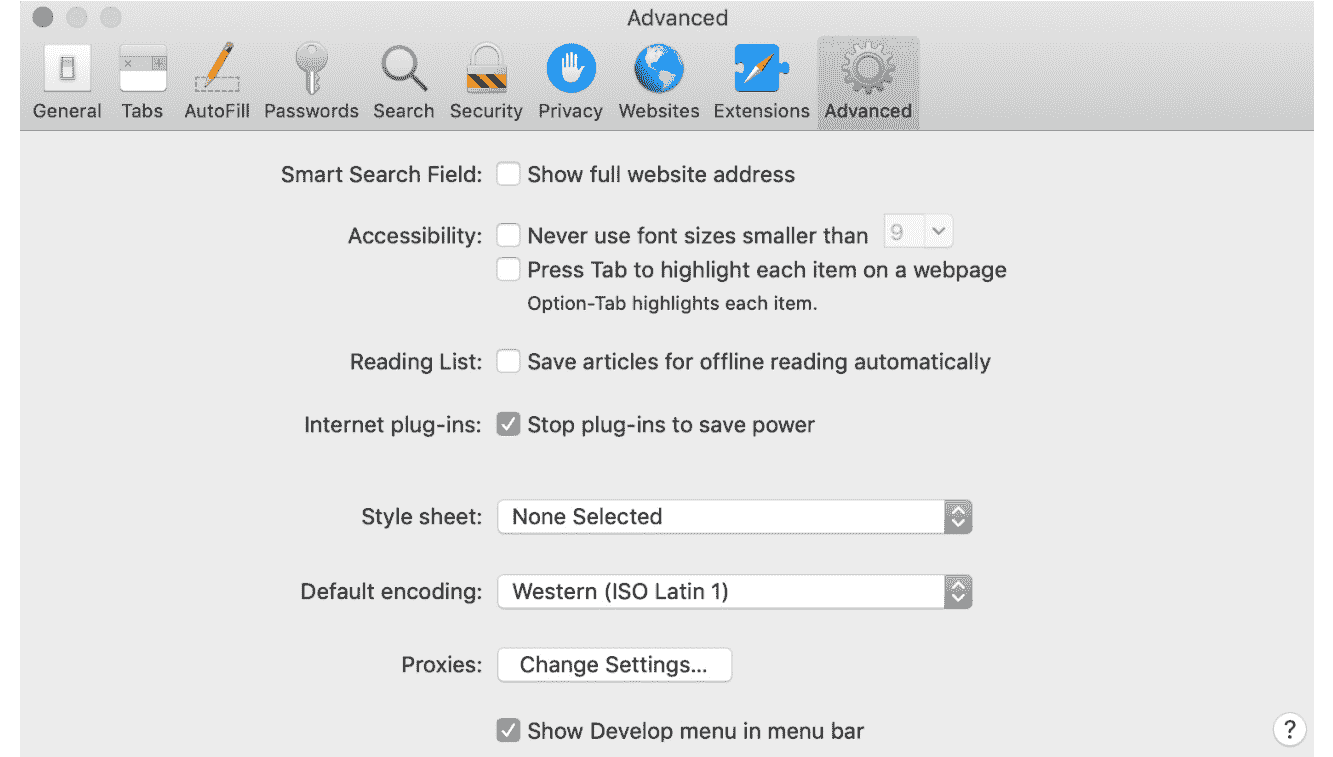 Advanced
General Tabs AutoFill Passwords Search Security Privacy Websites Extensions Advanced
Smart Search Field: Show full website address
Accessibility: Never use font sizes smaller than 9
Press Tab to highlight each item on a webpage
Option-Tab highlights each item.
Reading List: Save articles for offline reading automatically
Internet plug-ins: Stop plug-ins to save power
Style sheet: None Selected
Default encoding: Western (ISO Latin 1)
Proxies: Change Settings...
Show Develop menu in menu bar ?